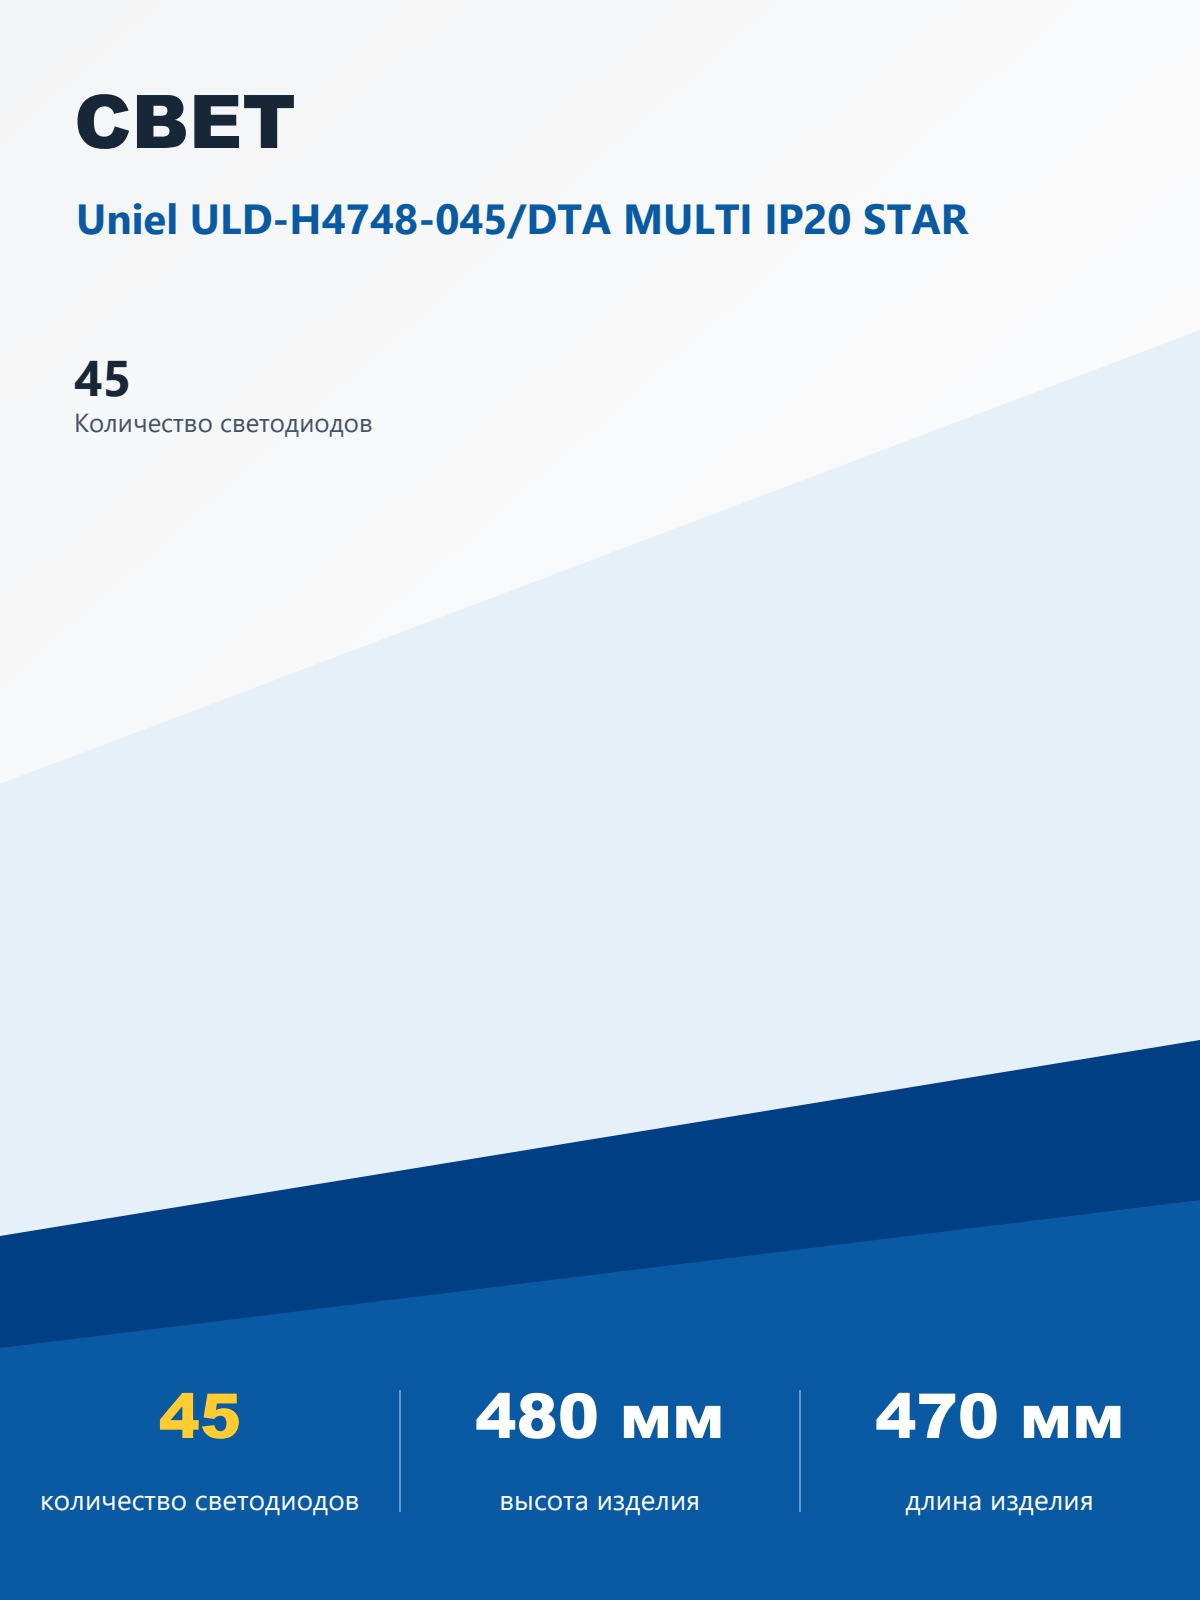 СВЕТ
Uniel ULD-H4748-045/DTA MULTI IP20 STAR
45
Количество светодиодов
45
количество светодиодов
480 мм
высота изделия
470 мм
длина изделия